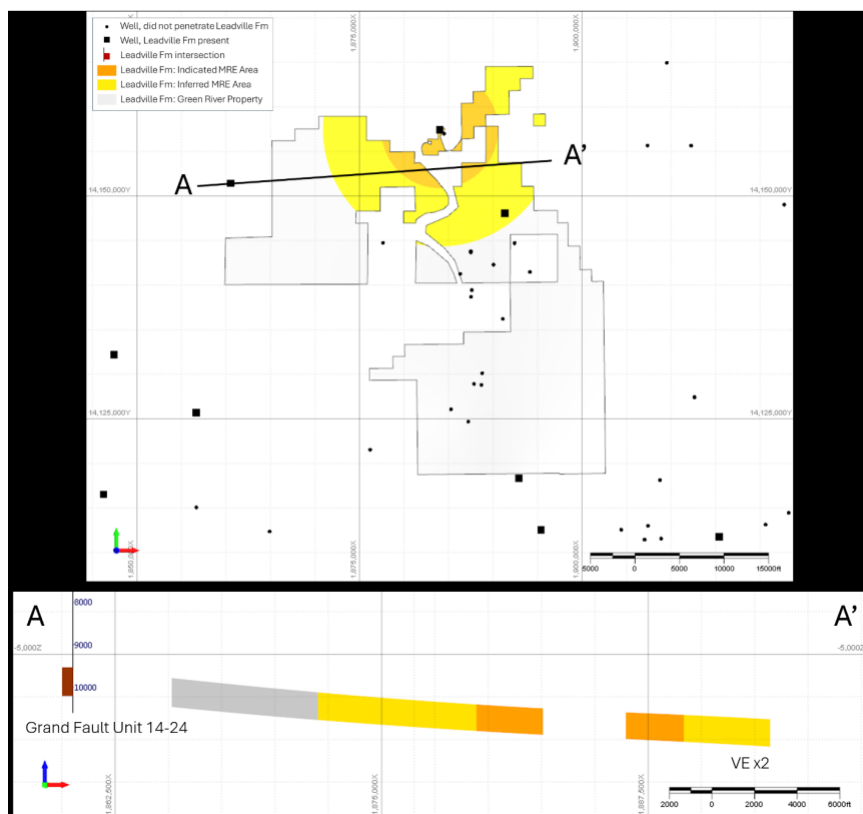 Well, did not penetrate Leadville Fm
Well, Leadville Fm present
Leadville Fm intersection
Leadville Fm: Indicated MRE Area
Leadville Fm: Inferred MRE Area
Leadville Fm: Green River Property
1,875,000X
1,900,000X
A
A'
14,150,000Y
14,150,000Y
14,125,000Y
14,125,000Y
1,850,000X
1,875,000X
1,900,000X
5000 0 5000 10000 15000ft
A
A'
8000
-5,000Z
9000
-5,000Z
10000
Grand Fault Unit 14-24
VE x2
1,862,500X
1,875,000X
1,887,500X
2000 0 2000 4000 6000ft